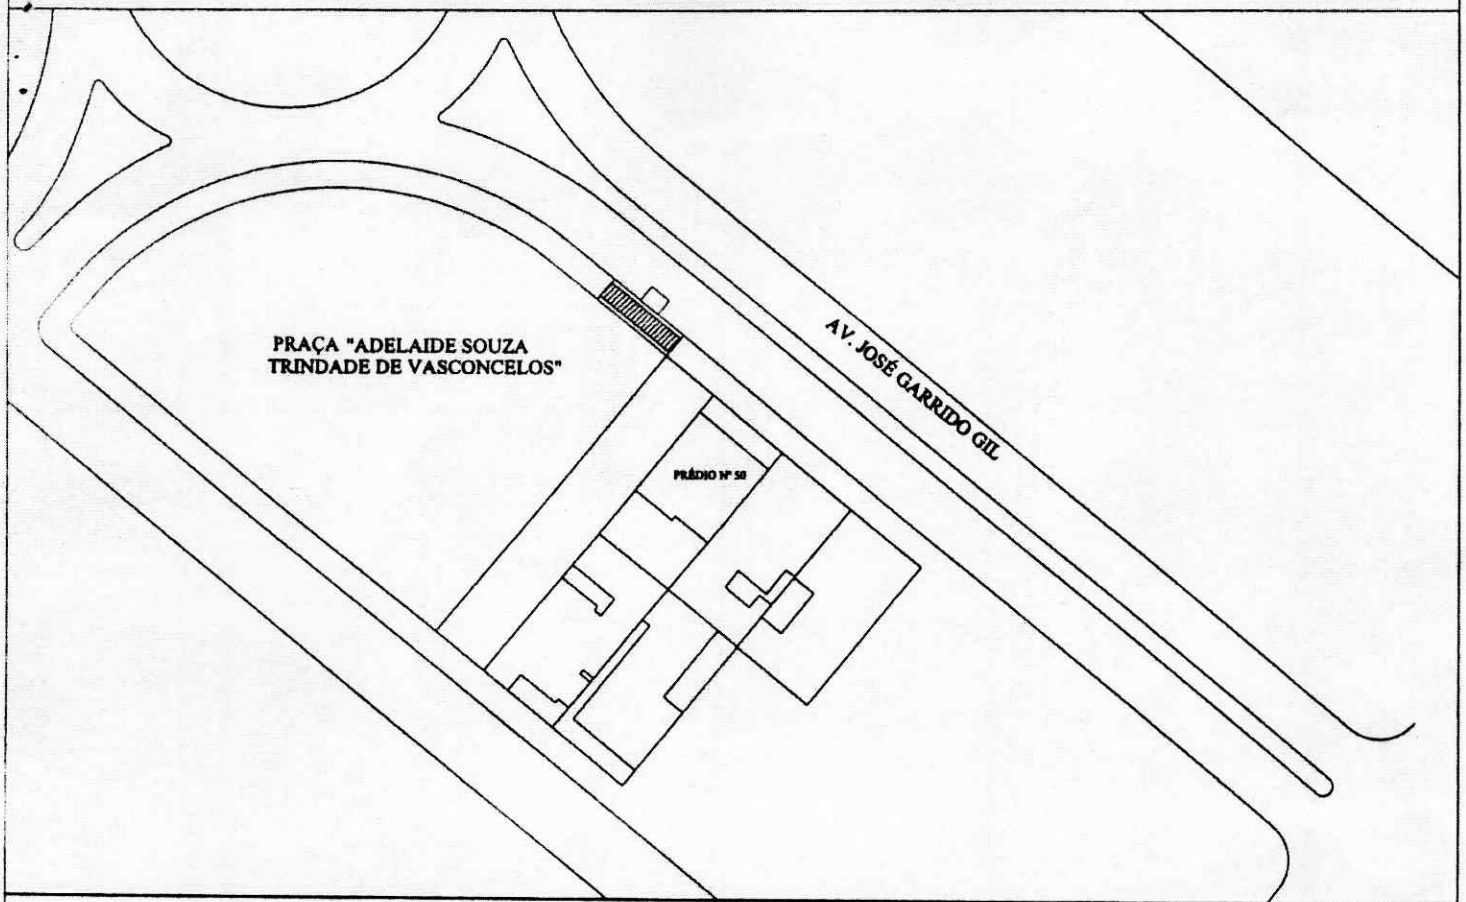 PRAÇA "ADELAIDE SOUZA
TRINDADE DE VASCONCELOS"
AV. JOSÉ GARRIDO GIL
PRÉDIO Nº 50